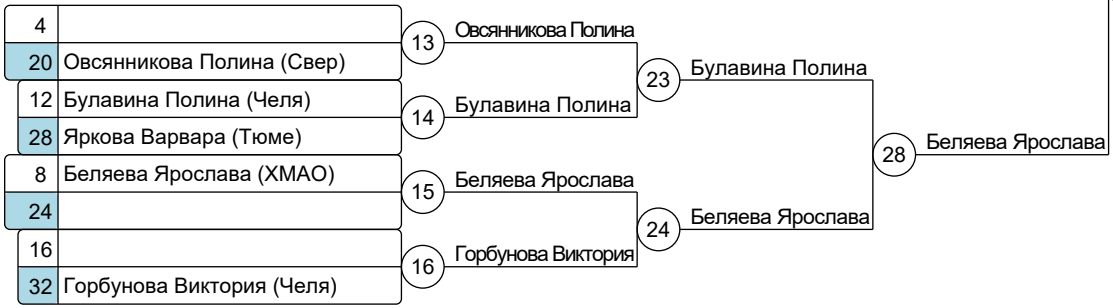 4
20 Овсянникова Полина (Свер)
12 Булавина Полина (Челя)
28 Яркова Варвара (Тюме)
8 Беляева Ярослава (ХМАО)
24
16
32 Горбунова Виктория (Челя)
13 Овсянникова Полина
14 Булавина Полина
15 Беляева Ярослава
16 Горбунова Виктория
23 Булавина Полина
24 Беляева Ярослава
28 Беляева Ярослава